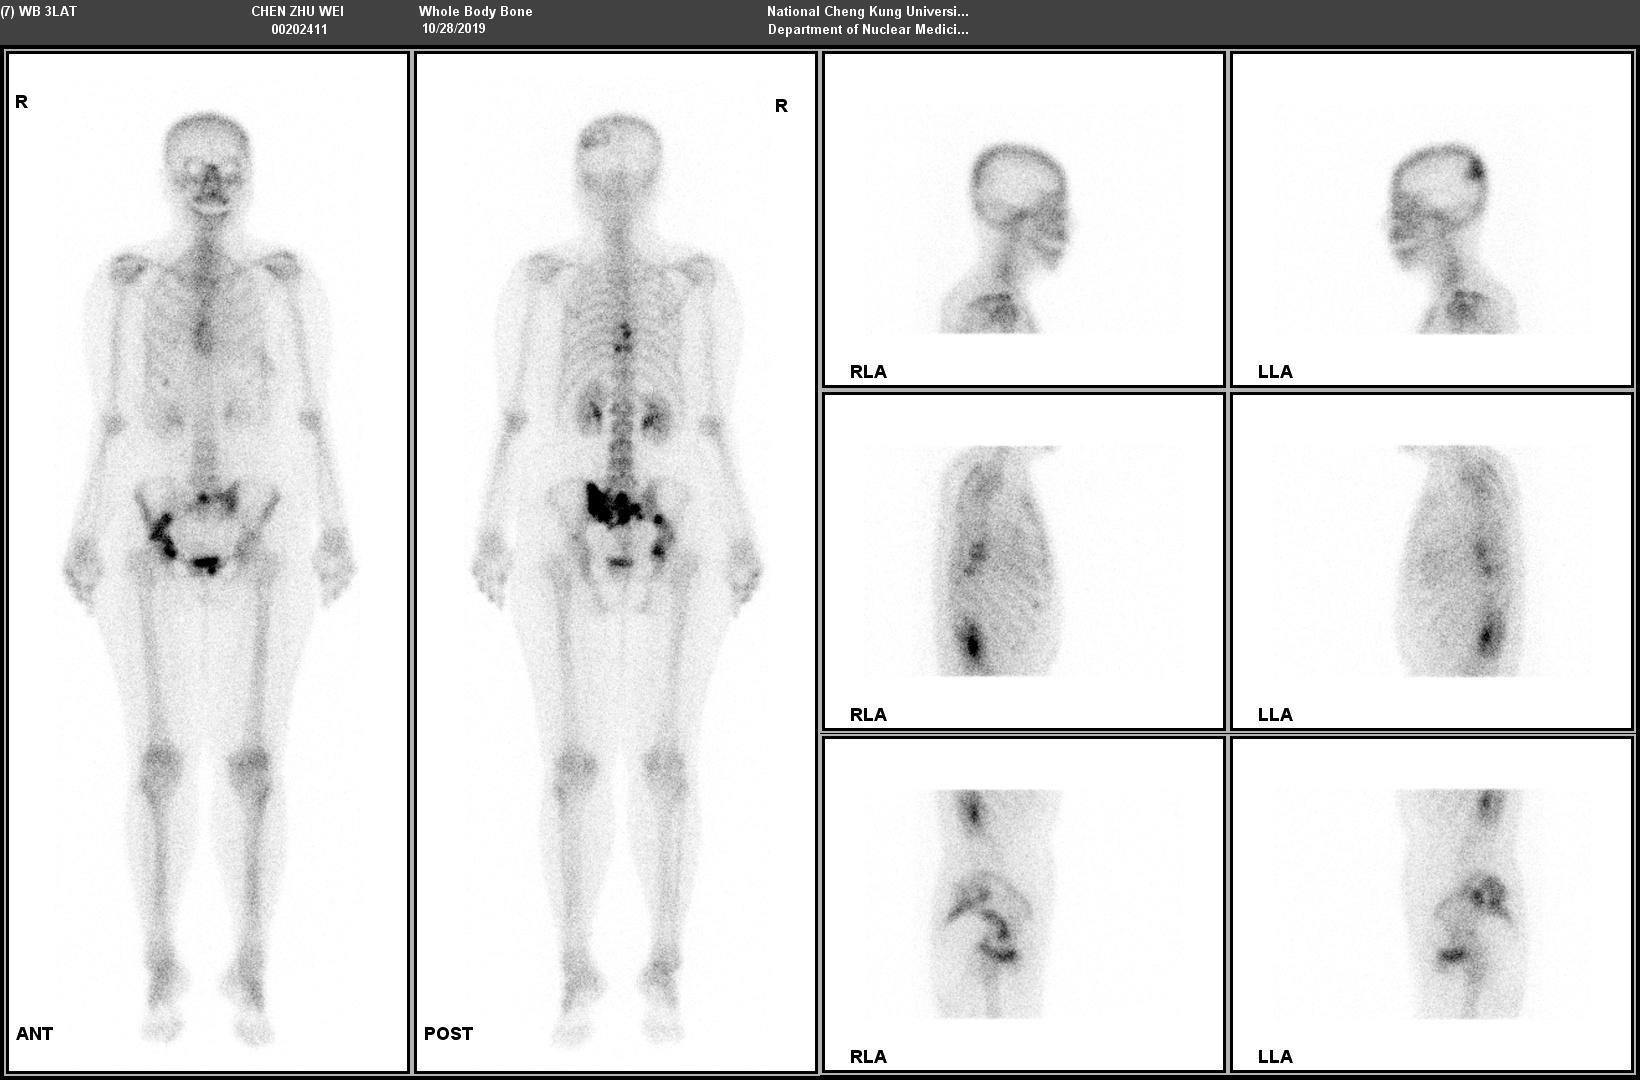 (7) WB 3LAT
CHEN ZHU WEI
Whole Body Bone
National Cheng Kung Universi...
00202411
10/28/2019
Department of Nuclear Medici...
R
R
ANT
POST
RLA
LLA
RLA
LLA
RLA
LLA